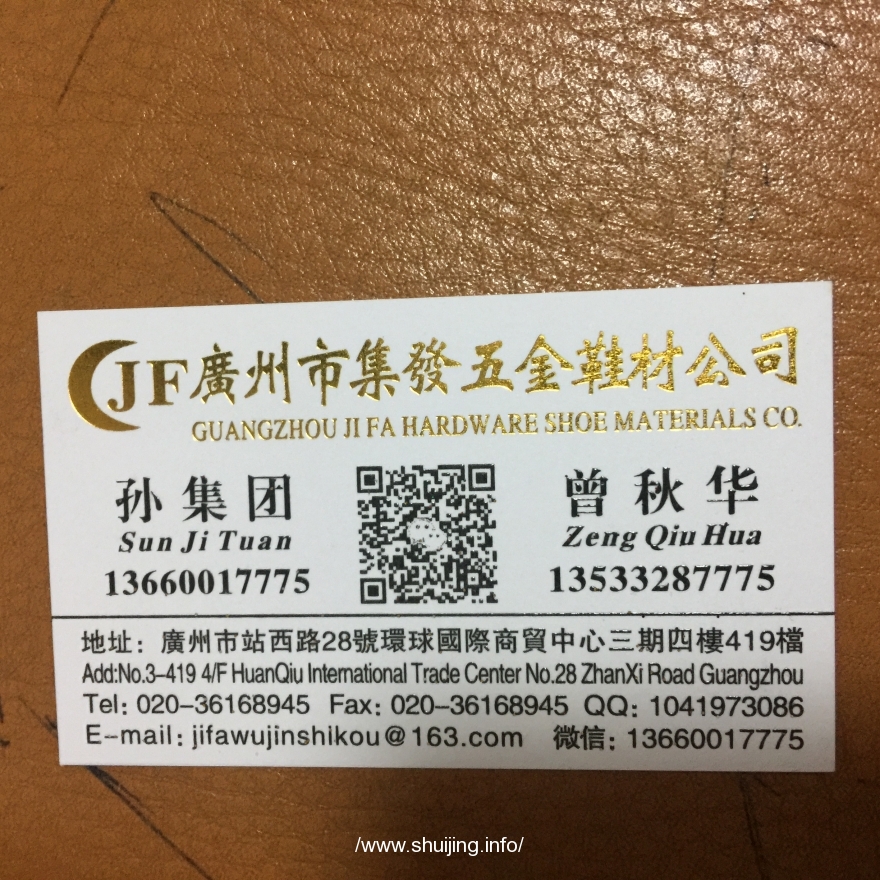 JF廣州市集發五金鞋材公司
GUANGZHOU JI FA HARDWARE SHOE MATERIALS CO.
孙集团 曾秋华
Sun Ji Tuan Zeng Qiu Hua
13660017775 13533287775
地址：廣州市站西路28號環球國際商貿中心三期四樓419檔
Add:No.3-419 4/F HuanQiu International Trade Center No.28 ZhanXi Road Guangzhou
Tel: 020-36168945 Fax: 020-36168945 QQ: 1041973086
E-mail: jifawujinshikou@163.com 微信: 13660017775
/www.shuijing.info/